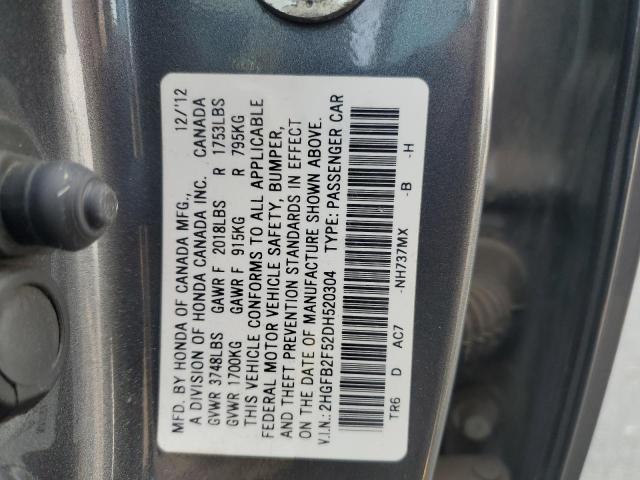 MFD. BY HONDA OF CANADA MFG., 12/'12
A DIVISION OF HONDA CANADA INC. CANADA
GVWR 3748LBS GAWR F 2018LBS R 1753LBS
GVWR 1700KG GAWR F 915KG R 795KG
THIS VEHICLE CONFORMS TO ALL APPLICABLE
FEDERAL MOTOR VEHICLE SAFETY, BUMPER,
AND THEFT PREVENTION STANDARDS IN EFFECT
ON THE DATE OF MANUFACTURE SHOWN ABOVE.
V.I.N.: 2HGFB2F52DH520304 TYPE: PASSENGER CAR
TR6 D AC7 -NH737MX -B -H